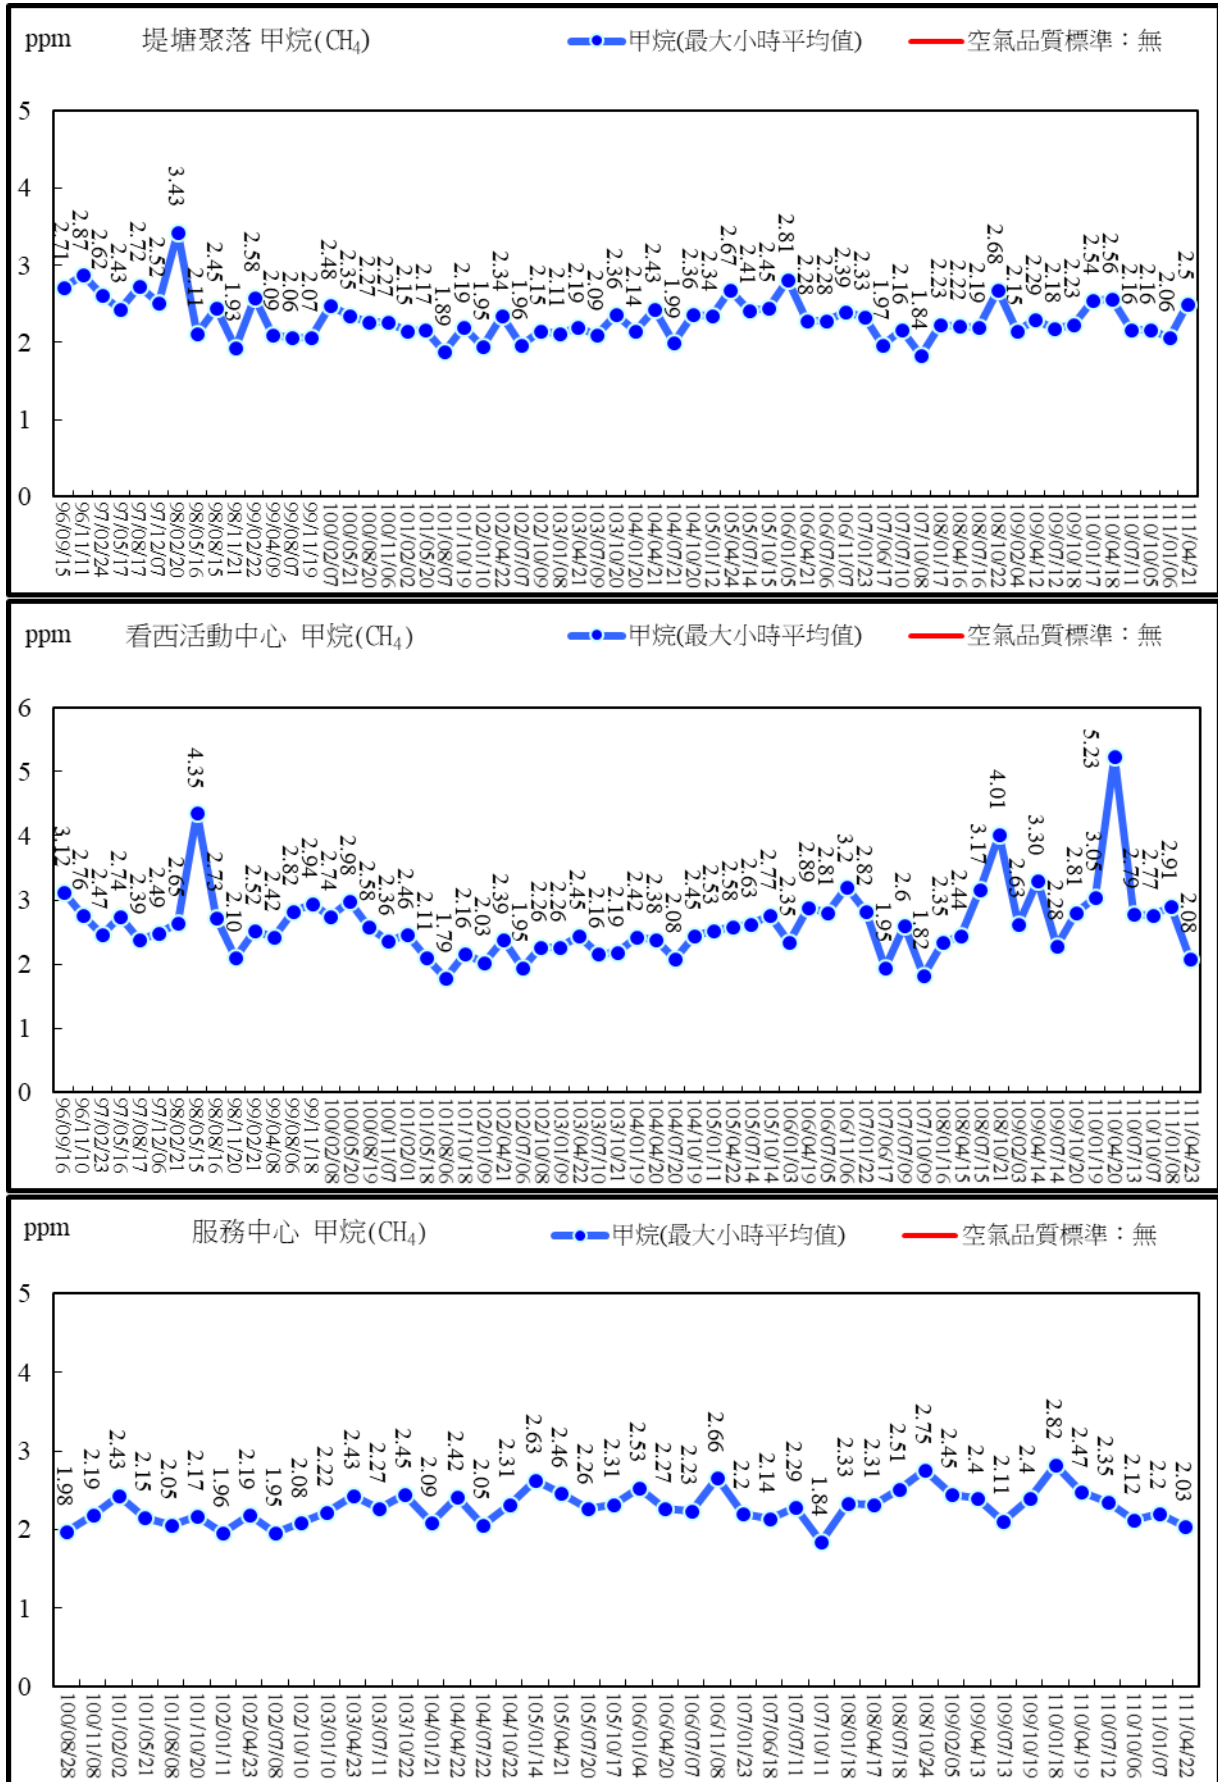 ppm 堤塘聚落 甲烷(CH₄) 甲烷(最大小時平均值) 空氣品質標準：無
5
4
3
2
1
0
2.71 2.87 2.62 2.43 2.72 2.52 3.43 2.11 2.45 1.93 2.58 2.09 2.06 2.07 2.48 2.35 2.27 2.27 2.15 2.17 1.89 2.19 1.95 2.34 1.96 2.15 2.11 2.19 2.09 2.36 2.14 2.43 1.99 2.36 2.34 2.67 2.41 2.45 2.81 2.28 2.28 2.39 2.33 1.97 2.16 1.84 2.23 2.22 2.19 2.68 2.15 2.29 2.18 2.23 2.54 2.56 2.16 2.16 2.06 2.5
96/09/15 96/11/11 97/02/24 97/05/17 97/08/17 97/12/07 98/02/20 98/05/16 98/08/15 98/11/21 99/02/22 99/04/09 99/08/07 99/11/19 100/02/07 100/05/21 100/08/20 100/11/06 101/02/02 101/05/20 101/08/07 101/10/19 102/01/10 102/04/22 102/07/07 102/10/09 103/01/08 103/04/21 103/07/09 103/10/20 104/01/20 104/04/21 104/07/21 104/10/20 105/01/12 105/04/24 105/07/14 105/10/15 106/01/05 106/04/21 106/07/06 106/11/07 107/01/23 107/06/17 107/07/10 107/10/08 108/01/17 108/04/16 108/07/16 108/10/22 109/02/04 109/04/12 109/07/12 109/10/18 110/01/17 110/04/18 110/07/11 110/10/05 111/01/06 111/04/21
ppm 看西活動中心 甲烷(CH₄) 甲烷(最大小時平均值) 空氣品質標準：無
6
5
4
3
2
1
0
3.12 2.76 2.47 2.74 2.39 2.49 2.65 4.35 2.73 2.10 2.52 2.42 2.82 2.94 2.74 2.98 2.58 2.36 2.46 2.11 1.79 2.16 2.03 2.39 1.95 2.26 2.26 2.45 2.16 2.19 2.42 2.38 2.08 2.45 2.53 2.58 2.63 2.77 2.35 2.89 2.81 3.2 2.82 1.95 2.6 1.82 2.35 2.44 3.17 4.01 2.63 3.30 2.28 2.81 3.05 5.23 2.79 2.77 2.91 2.08
96/09/16 96/11/10 97/02/23 97/05/16 97/08/17 97/12/06 98/02/21 98/05/15 98/08/16 98/11/20 99/02/21 99/04/08 99/08/06 99/11/18 100/02/08 100/05/20 100/08/19 100/11/07 101/02/01 101/05/18 101/08/06 101/10/18 102/01/09 102/04/21 102/07/06 102/10/08 103/01/09 103/04/22 103/07/10 103/10/21 104/01/19 104/04/20 104/07/20 104/10/19 105/01/11 105/04/22 105/07/14 105/10/14 106/01/03 106/04/19 106/07/05 106/11/06 107/01/22 107/06/17 107/07/09 107/10/09 108/01/16 108/04/15 108/07/15 108/10/21 109/02/03 109/04/14 109/07/14 109/10/20 110/01/19 110/04/20 110/07/13 110/10/07 111/01/08 111/04/23
ppm 服務中心 甲烷(CH₄) 甲烷(最大小時平均值) 空氣品質標準：無
5
4
3
2
1
0
1.98 2.19 2.43 2.15 2.05 2.17 1.96 2.19 1.95 2.08 2.22 2.43 2.27 2.45 2.09 2.42 2.05 2.31 2.63 2.46 2.26 2.31 2.53 2.27 2.23 2.66 2.2 2.14 2.29 1.84 2.33 2.31 2.51 2.75 2.45 2.4 2.11 2.4 2.82 2.47 2.35 2.12 2.2 2.03
100/08/28 100/11/08 101/02/02 101/05/21 101/08/08 101/10/20 102/01/11 102/04/23 102/07/08 102/10/10 103/01/10 103/04/23 103/07/11 103/10/22 104/01/21 104/04/22 104/07/22 104/10/22 105/01/14 105/04/21 105/07/20 105/10/17 106/01/04 106/04/20 106/07/23 106/11/08 107/01/23 107/06/18 107/07/11 107/10/11 108/01/18 108/04/17 108/07/18 108/10/24 109/02/05 109/04/13 109/07/13 109/10/19 110/01/18 110/04/19 110/07/12 110/10/06 111/01/07 111/04/22